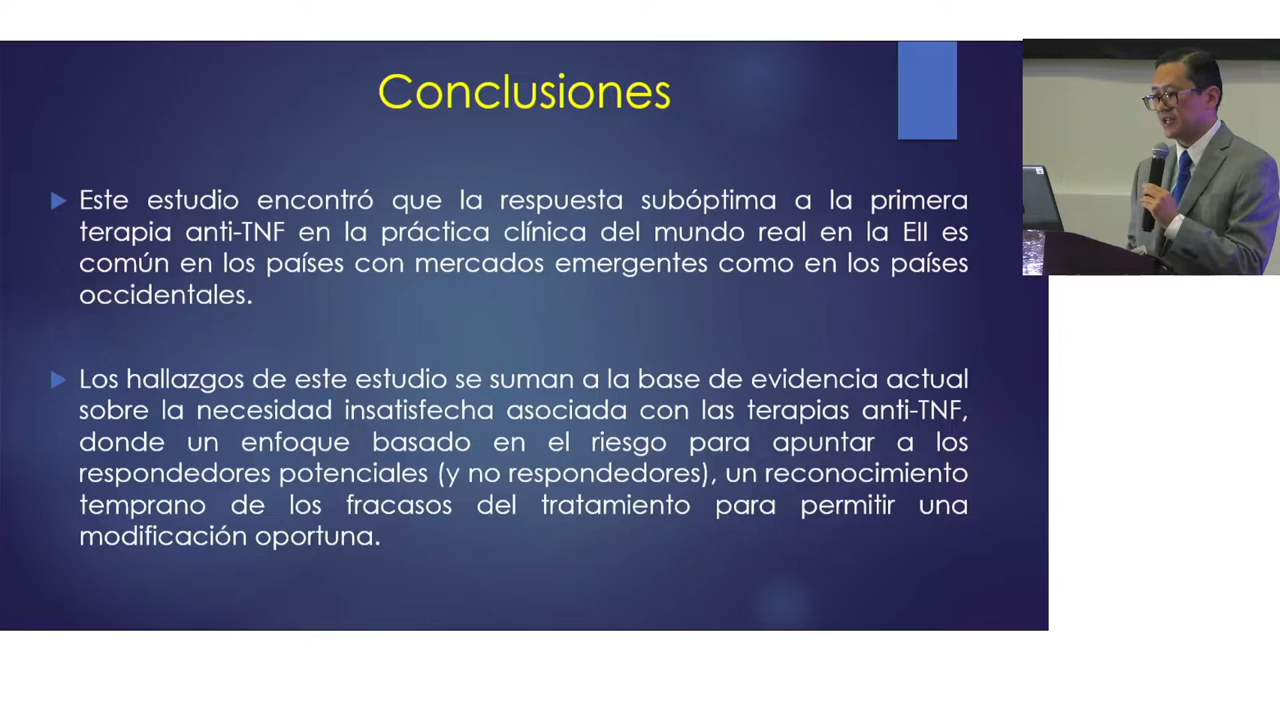 Conclusiones
Este estudio encontró que la respuesta subóptima a la primera
terapia anti-TNF en la práctica clínica del mundo real en la EII es
común en los países con mercados emergentes como en los países
occidentales.
Los hallazgos de este estudio se suman a la base de evidencia actual
sobre la necesidad insatisfecha asociada con las terapias anti-TNF,
donde un enfoque basado en el riesgo para apuntar a los
respondedores potenciales (y no respondedores), un reconocimiento
temprano de los fracasos del tratamiento para permitir una
modificación oportuna.